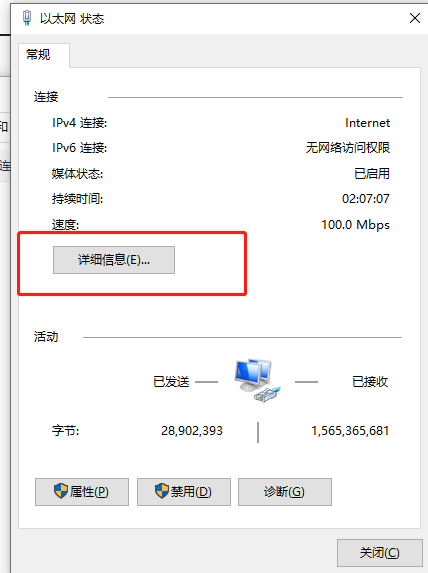 以太网 状态
常规
连接
IPv4 连接: Internet
IPv6 连接: 无网络访问权限
媒体状态: 已启用
持续时间: 02:07:07
速度: 100.0 Mbps
详细信息(E)...
活动
已发送 已接收
字节: 28,902,393 1,565,365,681
属性(P) 禁用(D) 诊断(G)
关闭(C)
和
连